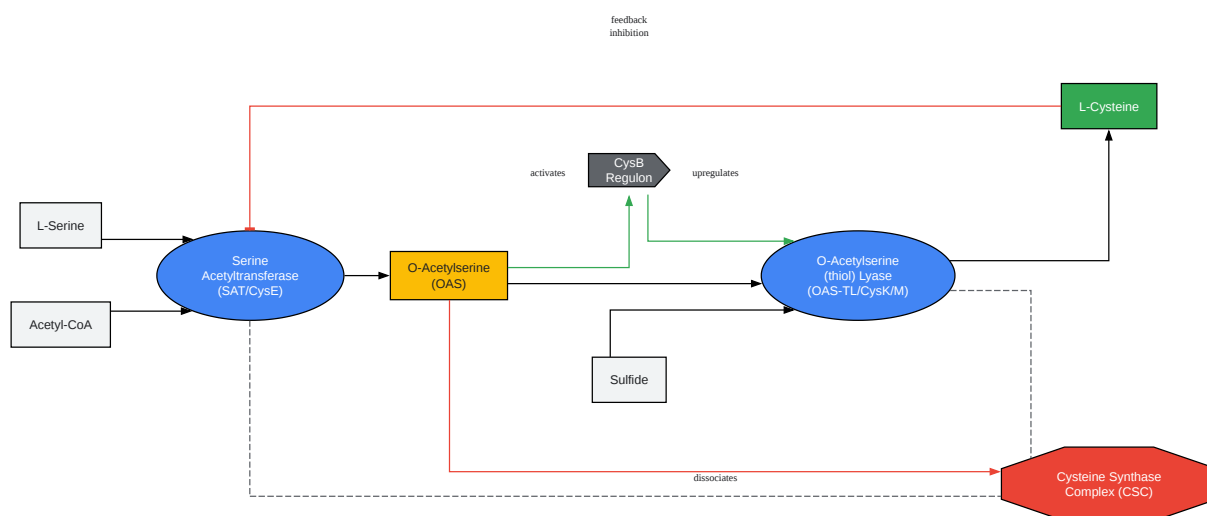 feedback
inhibition
L-Cysteine
CysB
Regulon
activates
upregulates
L-Serine
Serine
Acetyltransferase
(SAT/CysE)
O-Acetylserine
(OAS)
O-Acetylserine
(thiol) Lyase
(OAS-TL/CysK/M)
Acetyl-CoA
Sulfide
dissociates
Cysteine Synthase
Complex (CSC)